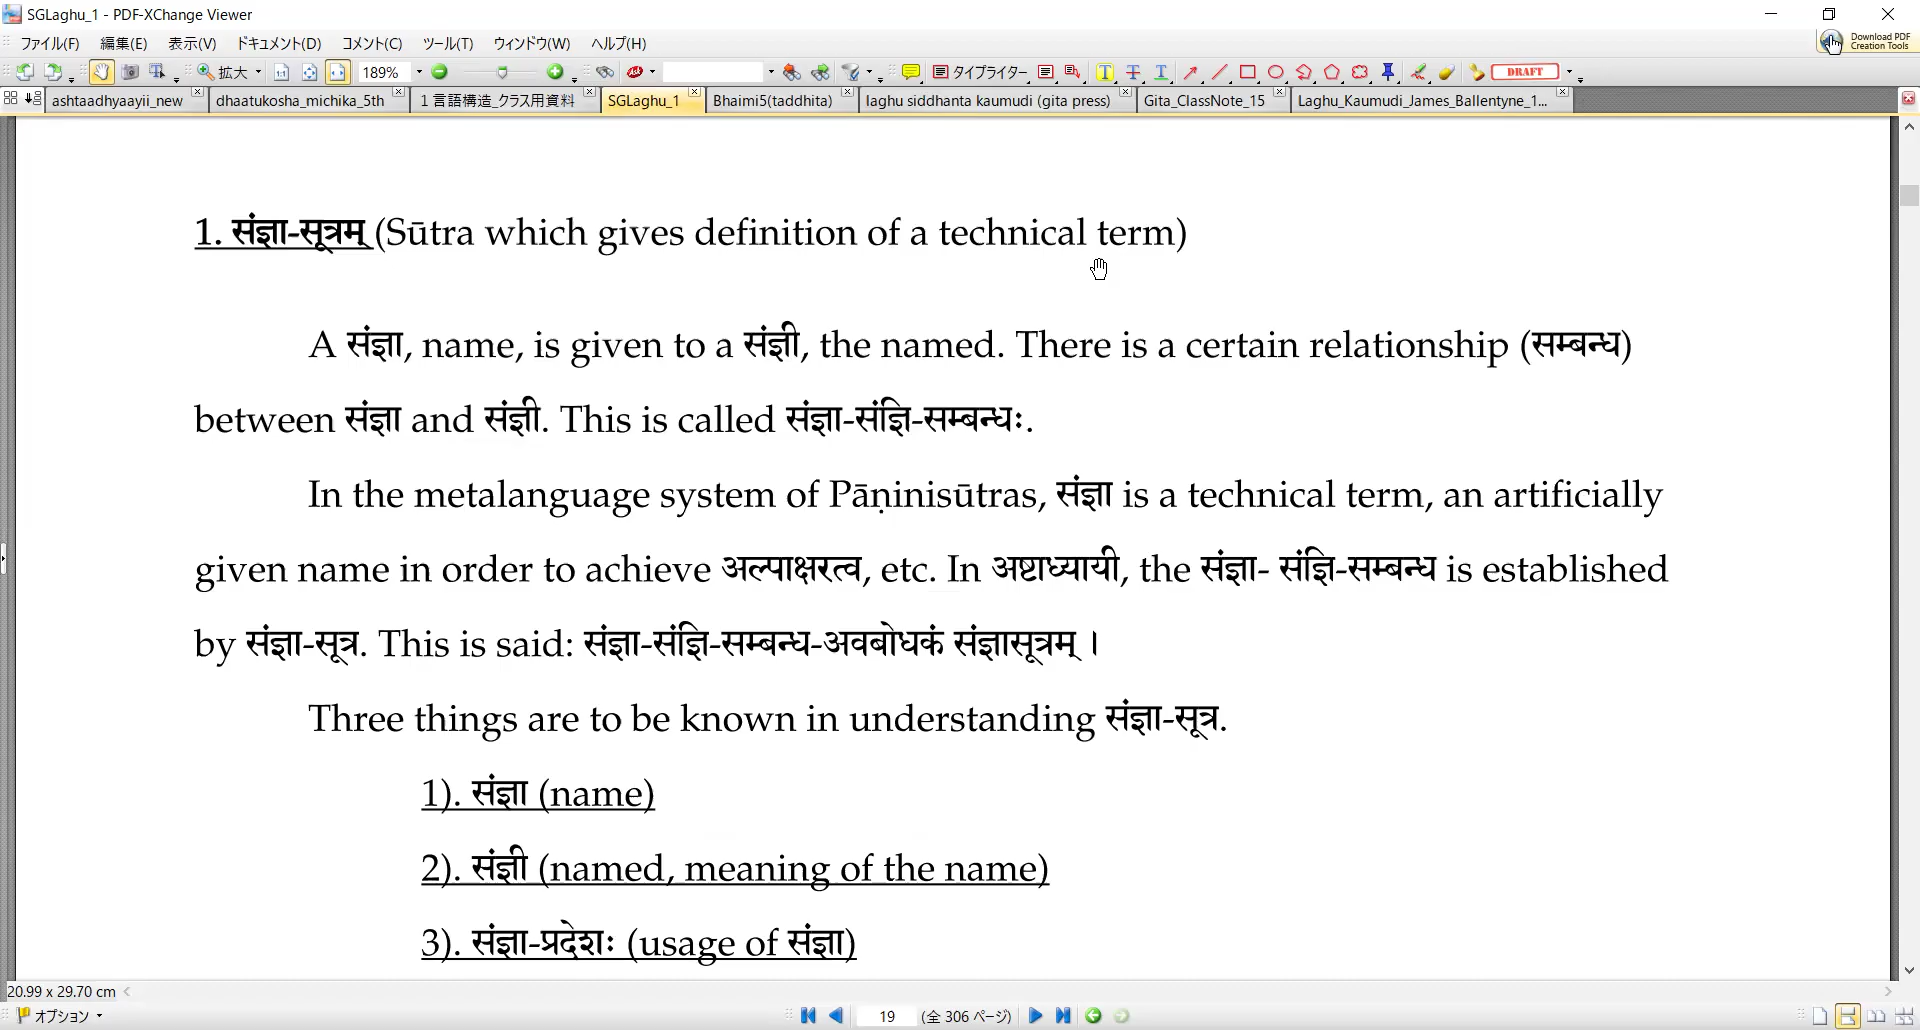 SGLaghu_1 - PDF-XChange Viewer
ファイル(F) 編集(E) 表示(V) ドキュメント(D) コメント(C) ツール(T) ウィンドウ(W) ヘルプ(H)
Download PDF
Creation Tools
拡大 189% タイプライター DRAFT
ashtaadhyaayii_new dhaatukosha_michika_5th 1 言語構造_クラス用資料 SGLaghu_1 Bhaimi5(taddhita) laghu siddhanta kaumudi (gita press) Gita_ClassNote_15 Laghu_Kaumudi_James_Ballentyne_1...
1. संज्ञा-सूत्रम् (Sūtra which gives definition of a technical term)
A संज्ञा, name, is given to a संज्ञी, the named. There is a certain relationship (सम्बन्ध)
between संज्ञा and संज्ञी. This is called संज्ञा-संज्ञि-सम्बन्धः.
In the metalanguage system of Pāṇinisūtras, संज्ञा is a technical term, an artificially
given name in order to achieve अल्पाक्षरत्व, etc. In अष्टाध्यायी, the संज्ञा- संज्ञि-सम्बन्ध is established
by संज्ञा-सूत्र. This is said: संज्ञा-संज्ञि-सम्बन्ध-अवबोधकं संज्ञासूत्रम् ।
Three things are to be known in understanding संज्ञा-सूत्र.
1). संज्ञा (name)
2). संज्ञी (named, meaning of the name)
3). संज्ञा-प्रदेशः (usage of संज्ञा)
20.99 x 29.70 cm
オプション 19 (全 306 ページ)